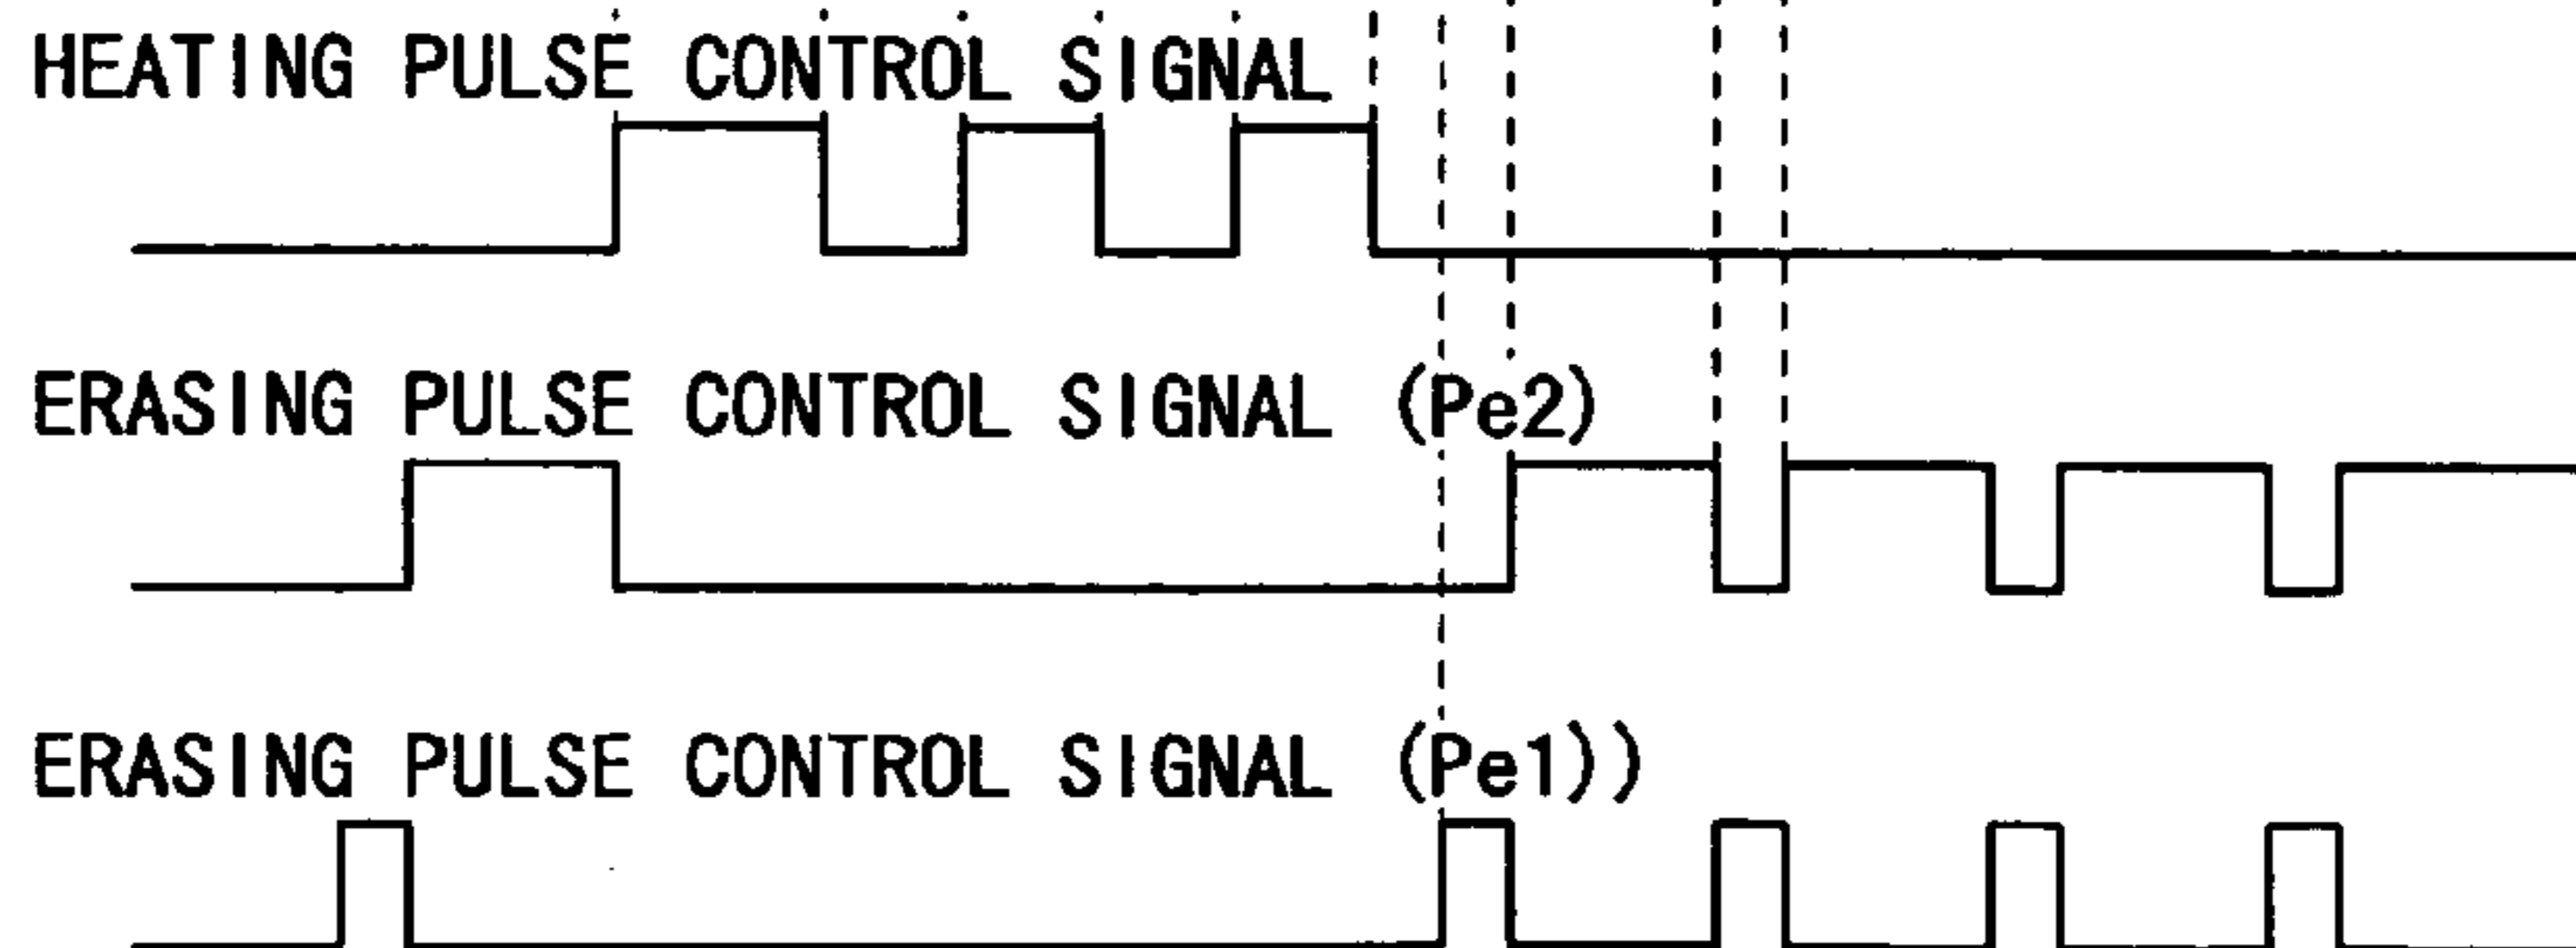 HEATING PULSE CONTROL SIGNAL
ERASING PULSE CONTROL SIGNAL (Pe2)
ERASING PULSE CONTROL SIGNAL (Pe1))